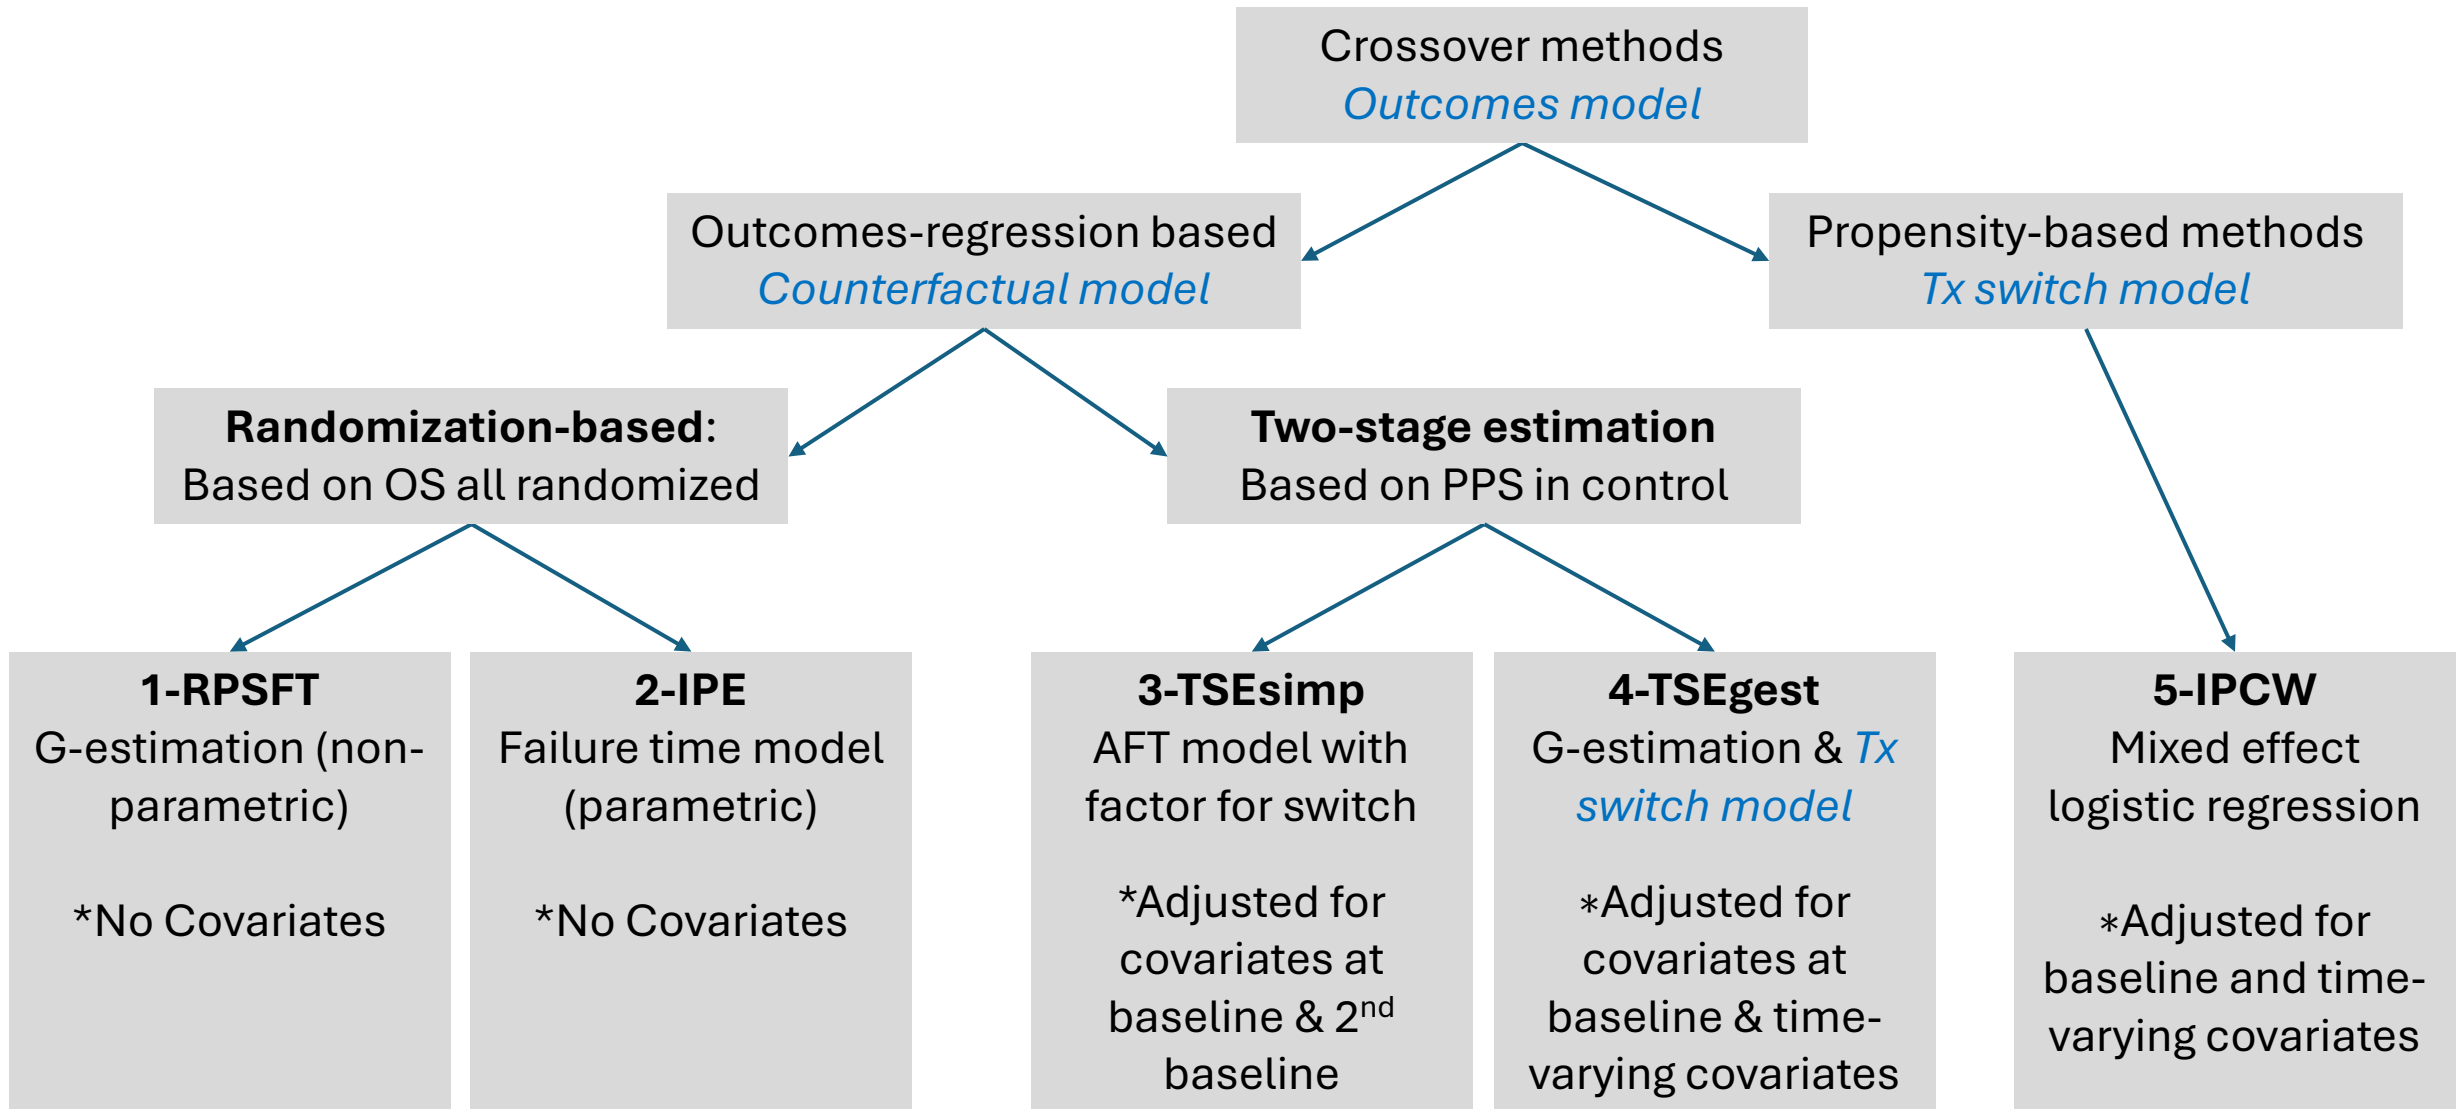 Crossover methods
Outcomes model
Outcomes-regression based
Counterfactual model
Propensity-based methods
Tx switch model
Randomization-based:
Based on OS all randomized
Two-stage estimation
Based on PPS in control
1-RPSFT
G-estimation (non-
parametric)
*No Covariates
2-IPE
Failure time model
(parametric)
*No Covariates
3-TSEsimp
AFT model with
factor for switch
*Adjusted for
covariates at
baseline & 2nd
baseline
4-TSEgest
G-estimation & Tx
switch model
*Adjusted for
covariates at
baseline & time-
varying covariates
5-IPCW
Mixed effect
logistic regression
*Adjusted for
baseline and time-
varying covariates